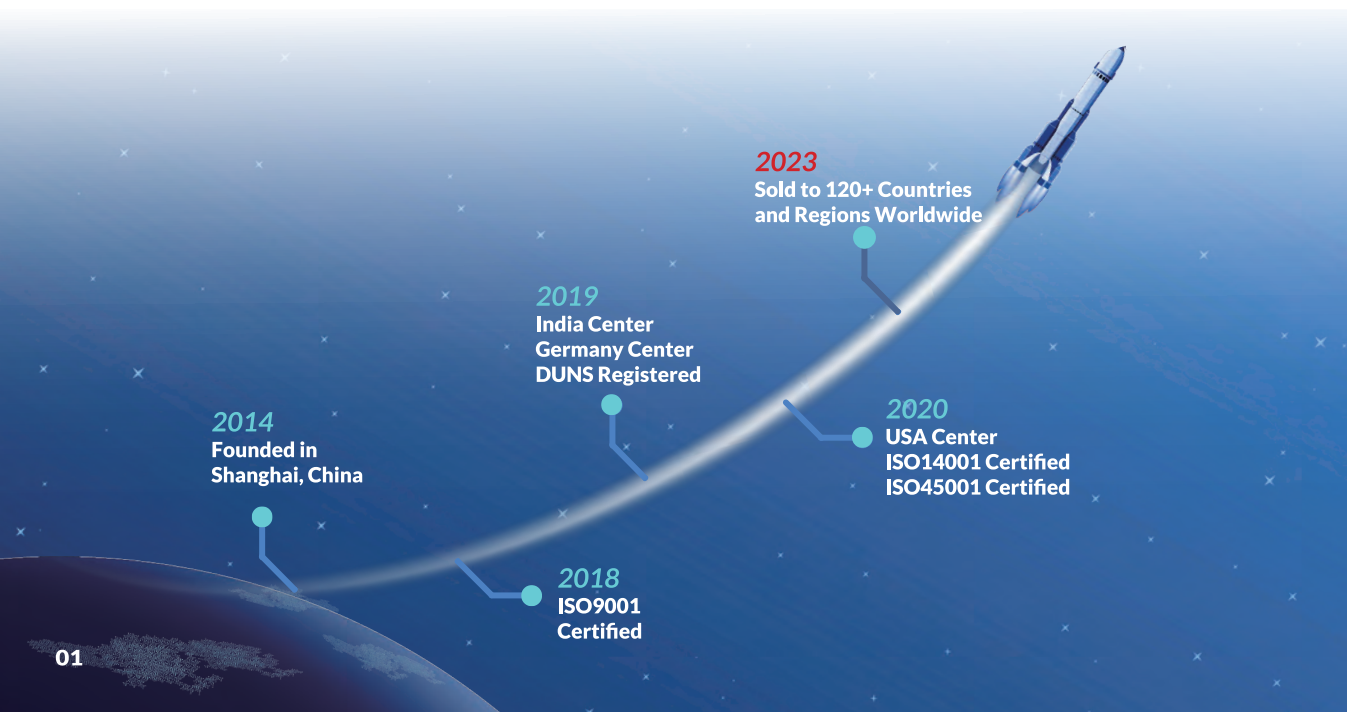 2023
Sold to 120+ Countries
and Regions Worldwide
2019
India Center
Germany Center
DUNS Registered
2020
USA Center
ISO14001 Certified
ISO45001 Certified
2014
Founded in
Shanghai, China
2018
ISO9001
Certified
01